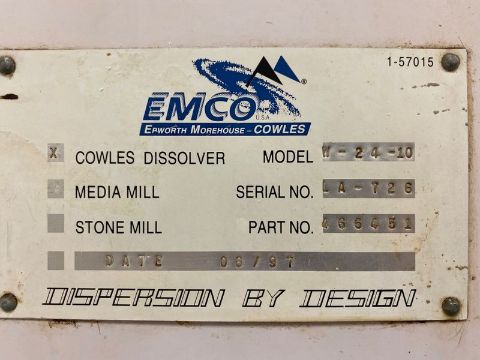 1-57015
EMCO ®
USA
EPWORTH MOREHOUSE – COWLES
X COWLES DISSOLVER MODEL W-24-10
MEDIA MILL SERIAL NO. LA-726
STONE MILL PART NO. 466451
DATE 06/97
DISPERSION BY DESIGN